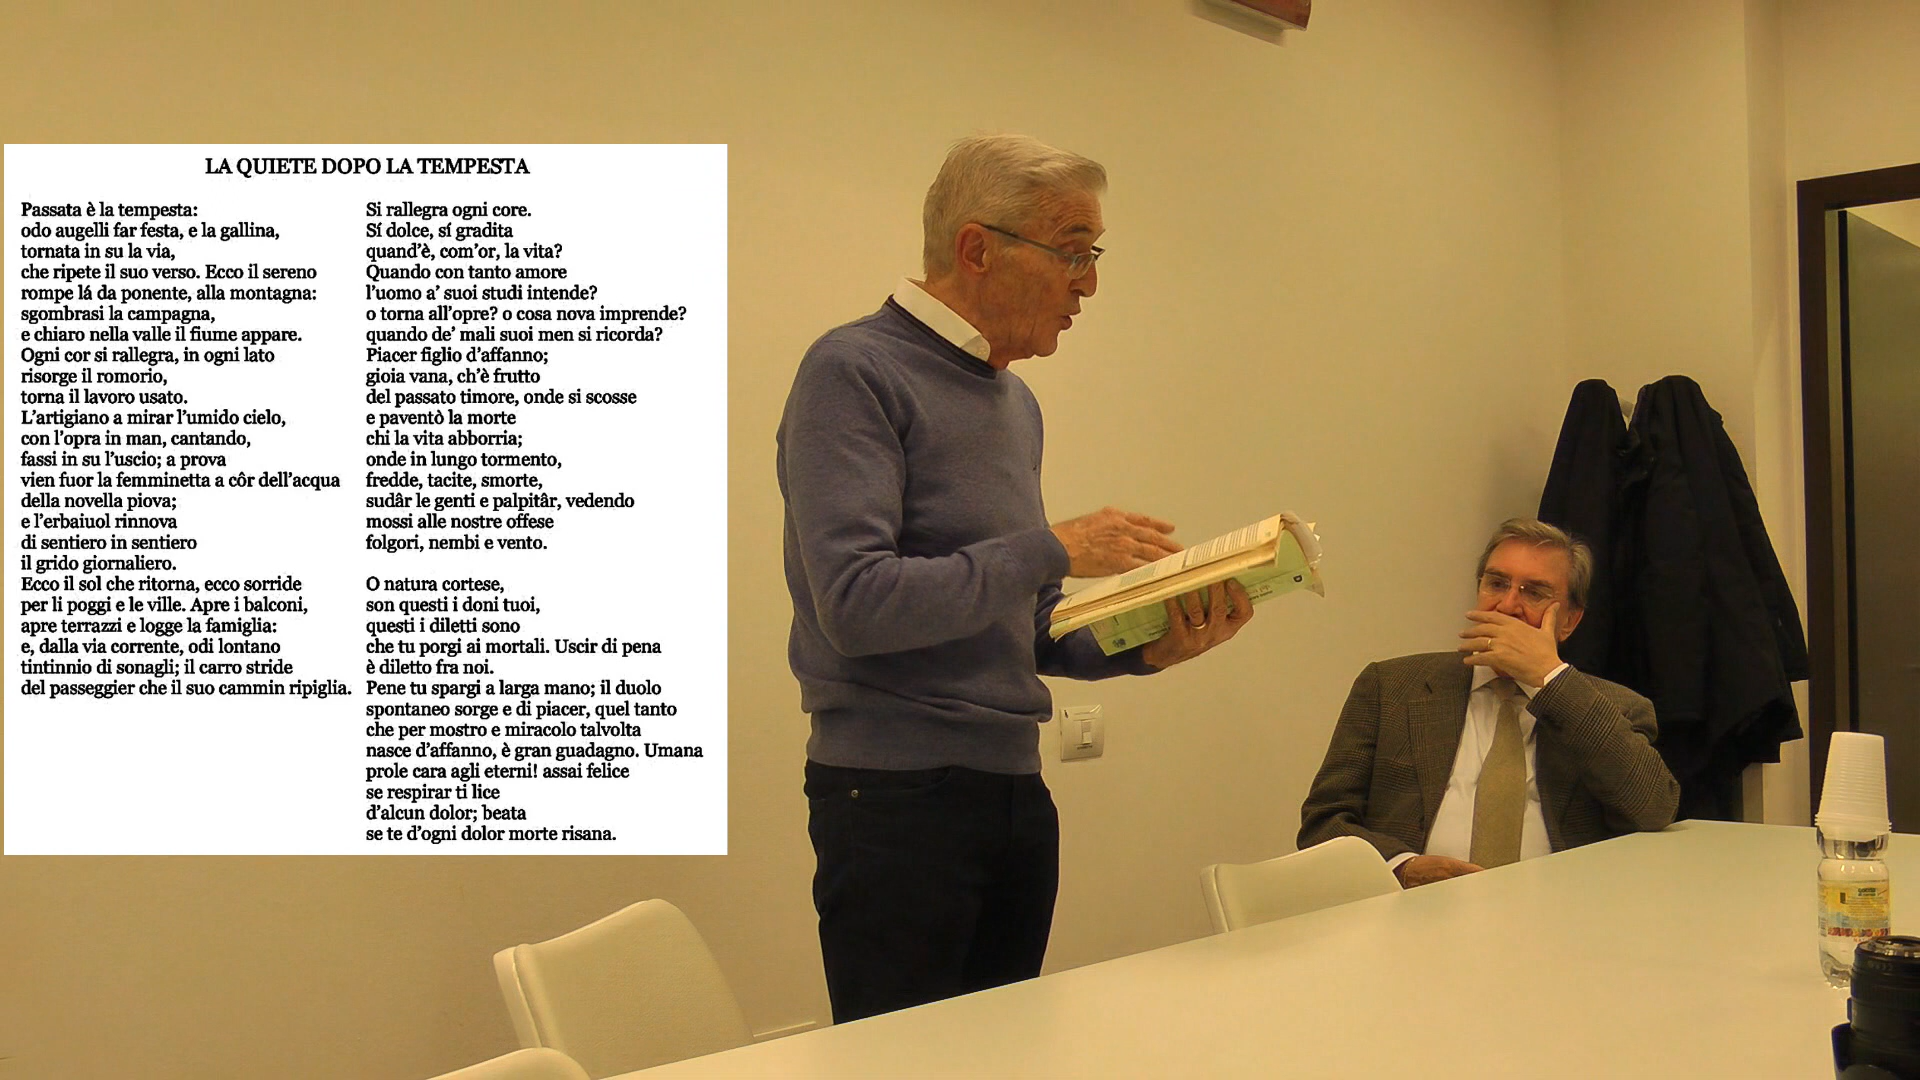 LA QUIETE DOPO LA TEMPESTA
Passata è la tempesta:
odo augelli far festa, e la gallina,
tornata in su la via,
che ripete il suo verso. Ecco il sereno
rompe lá da ponente, alla montagna:
sgombrasi la campagna,
e chiaro nella valle il fiume appare.
Ogni cor si rallegra, in ogni lato
risorge il romorio,
torna il lavoro usato.
L'artigiano a mirar l'umido cielo,
con l'opra in man, cantando,
fassi in su l'uscio; a prova
vien fuor la femminetta a côr dell'acqua
della novella piova;
e l'erbaiuol rinnova
di sentiero in sentiero
il grido giornaliero.
Ecco il sol che ritorna, ecco sorride
per li poggi e le ville. Apre i balconi,
apre terrazzi e logge la famiglia:
e, dalla via corrente, odi lontano
tintinnio di sonagli; il carro stride
del passeggier che il suo cammin ripiglia.
Si rallegra ogni core.
Sí dolce, sí gradita
quand'è, com'or, la vita?
Quando con tanto amore
l'uomo a' suoi studi intende?
o torna all'opre? o cosa nova imprende?
quando de' mali suoi men si ricorda?
Piacer figlio d'affanno;
gioia vana, ch'è frutto
del passato timore, onde si scosse
e paventò la morte
chi la vita abborria;
onde in lungo tormento,
fredde, tacite, smorte,
sudâr le genti e palpitâr, vedendo
mossi alle nostre offese
folgori, nembi e vento.
O natura cortese,
son questi i doni tuoi,
questi i diletti sono
che tu porgi ai mortali. Uscir di pena
è diletto fra noi.
Pene tu spargi a larga mano; il duolo
spontaneo sorge e di piacer, quel tanto
che per mostro e miracolo talvolta
nasce d'affanno, è gran guadagno. Umana
prole cara agli eterni! assai felice
se respirar ti lice
d'alcun dolor; beata
se te d'ogni dolor morte risana.